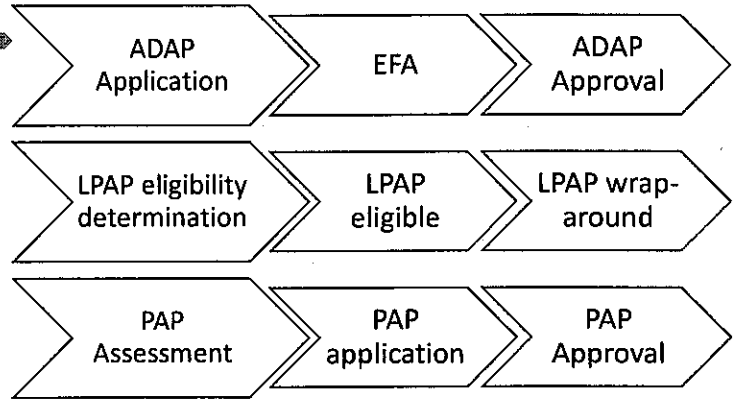 ADAP
Application
EFA
ADAP
Approval
LPAP eligibility
determination
LPAP
eligible
LPAP wrap-
around
PAP
Assessment
PAP
application
PAP
Approval